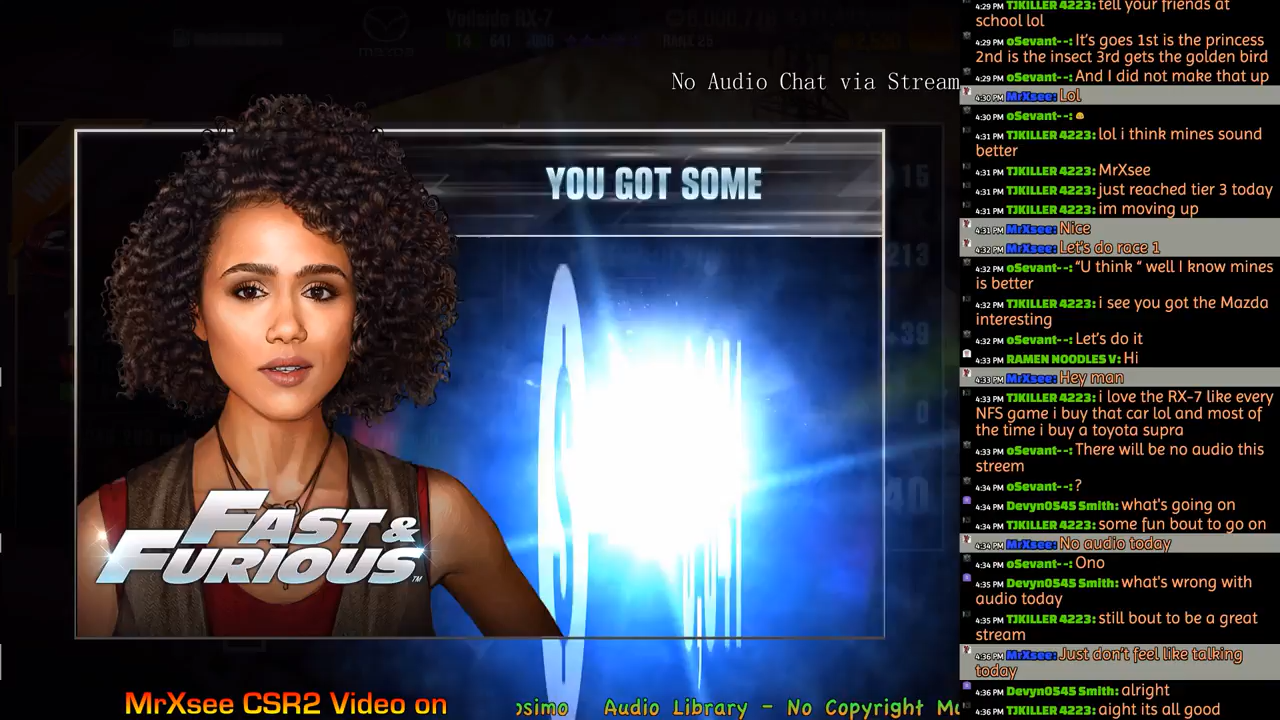 Voltsido RX-7
mazda
T4 641
No Audio Chat via Stream
YOU GOT SOME
FAST &
FURIOUS™
MrXsee CSR2 Video on
osimo Audio Library – No Copyright Mu
4:29 PM TJKILLER 4223: tell your friends at
school lol
4:29 PM oSevant--: It's goes 1st is the princess
2nd is the insect 3rd gets the golden bird
4:29 PM oSevant--: And I did not make that up
4:30 PM MrXsee: Lol
4:30 PM oSevant--:
4:31 PM TJKILLER 4223: lol i think mines sound
better
4:31 PM TJKILLER 4223: MrXsee
4:31 PM TJKILLER 4223: just reached tier 3 today
4:31 PM TJKILLER 4223: im moving up
4:31 PM MrXsee: Nice
4:32 PM MrXsee: Let's do race 1
4:32 PM oSevant--: “U think “ well I know mines
is better
4:32 PM TJKILLER 4223: i see you got the Mazda
interesting
4:32 PM oSevant--: Let's do it
4:33 PM RAMEN NOODLES V: Hi
4:33 PM MrXsee: Hey man
4:33 PM TJKILLER 4223: i love the RX-7 like every
NFS game i buy that car lol and most of
the time i buy a toyota supra
4:33 PM oSevant--: There will be no audio this
streem
4:34 PM oSevant--: ?
4:34 PM Devyn0545 Smith: what's going on
4:34 PM TJKILLER 4223: some fun bout to go on
4:34 PM MrXsee: No audio today
4:34 PM oSevant--: Ono
4:35 PM Devyn0545 Smith: what's wrong with
audio today
4:35 PM TJKILLER 4223: still bout to be a great
stream
4:36 PM MrXsee: Just don't feel like talking
today
4:36 PM Devyn0545 Smith: alright
4:36 PM TJKILLER 4223: aight its all good